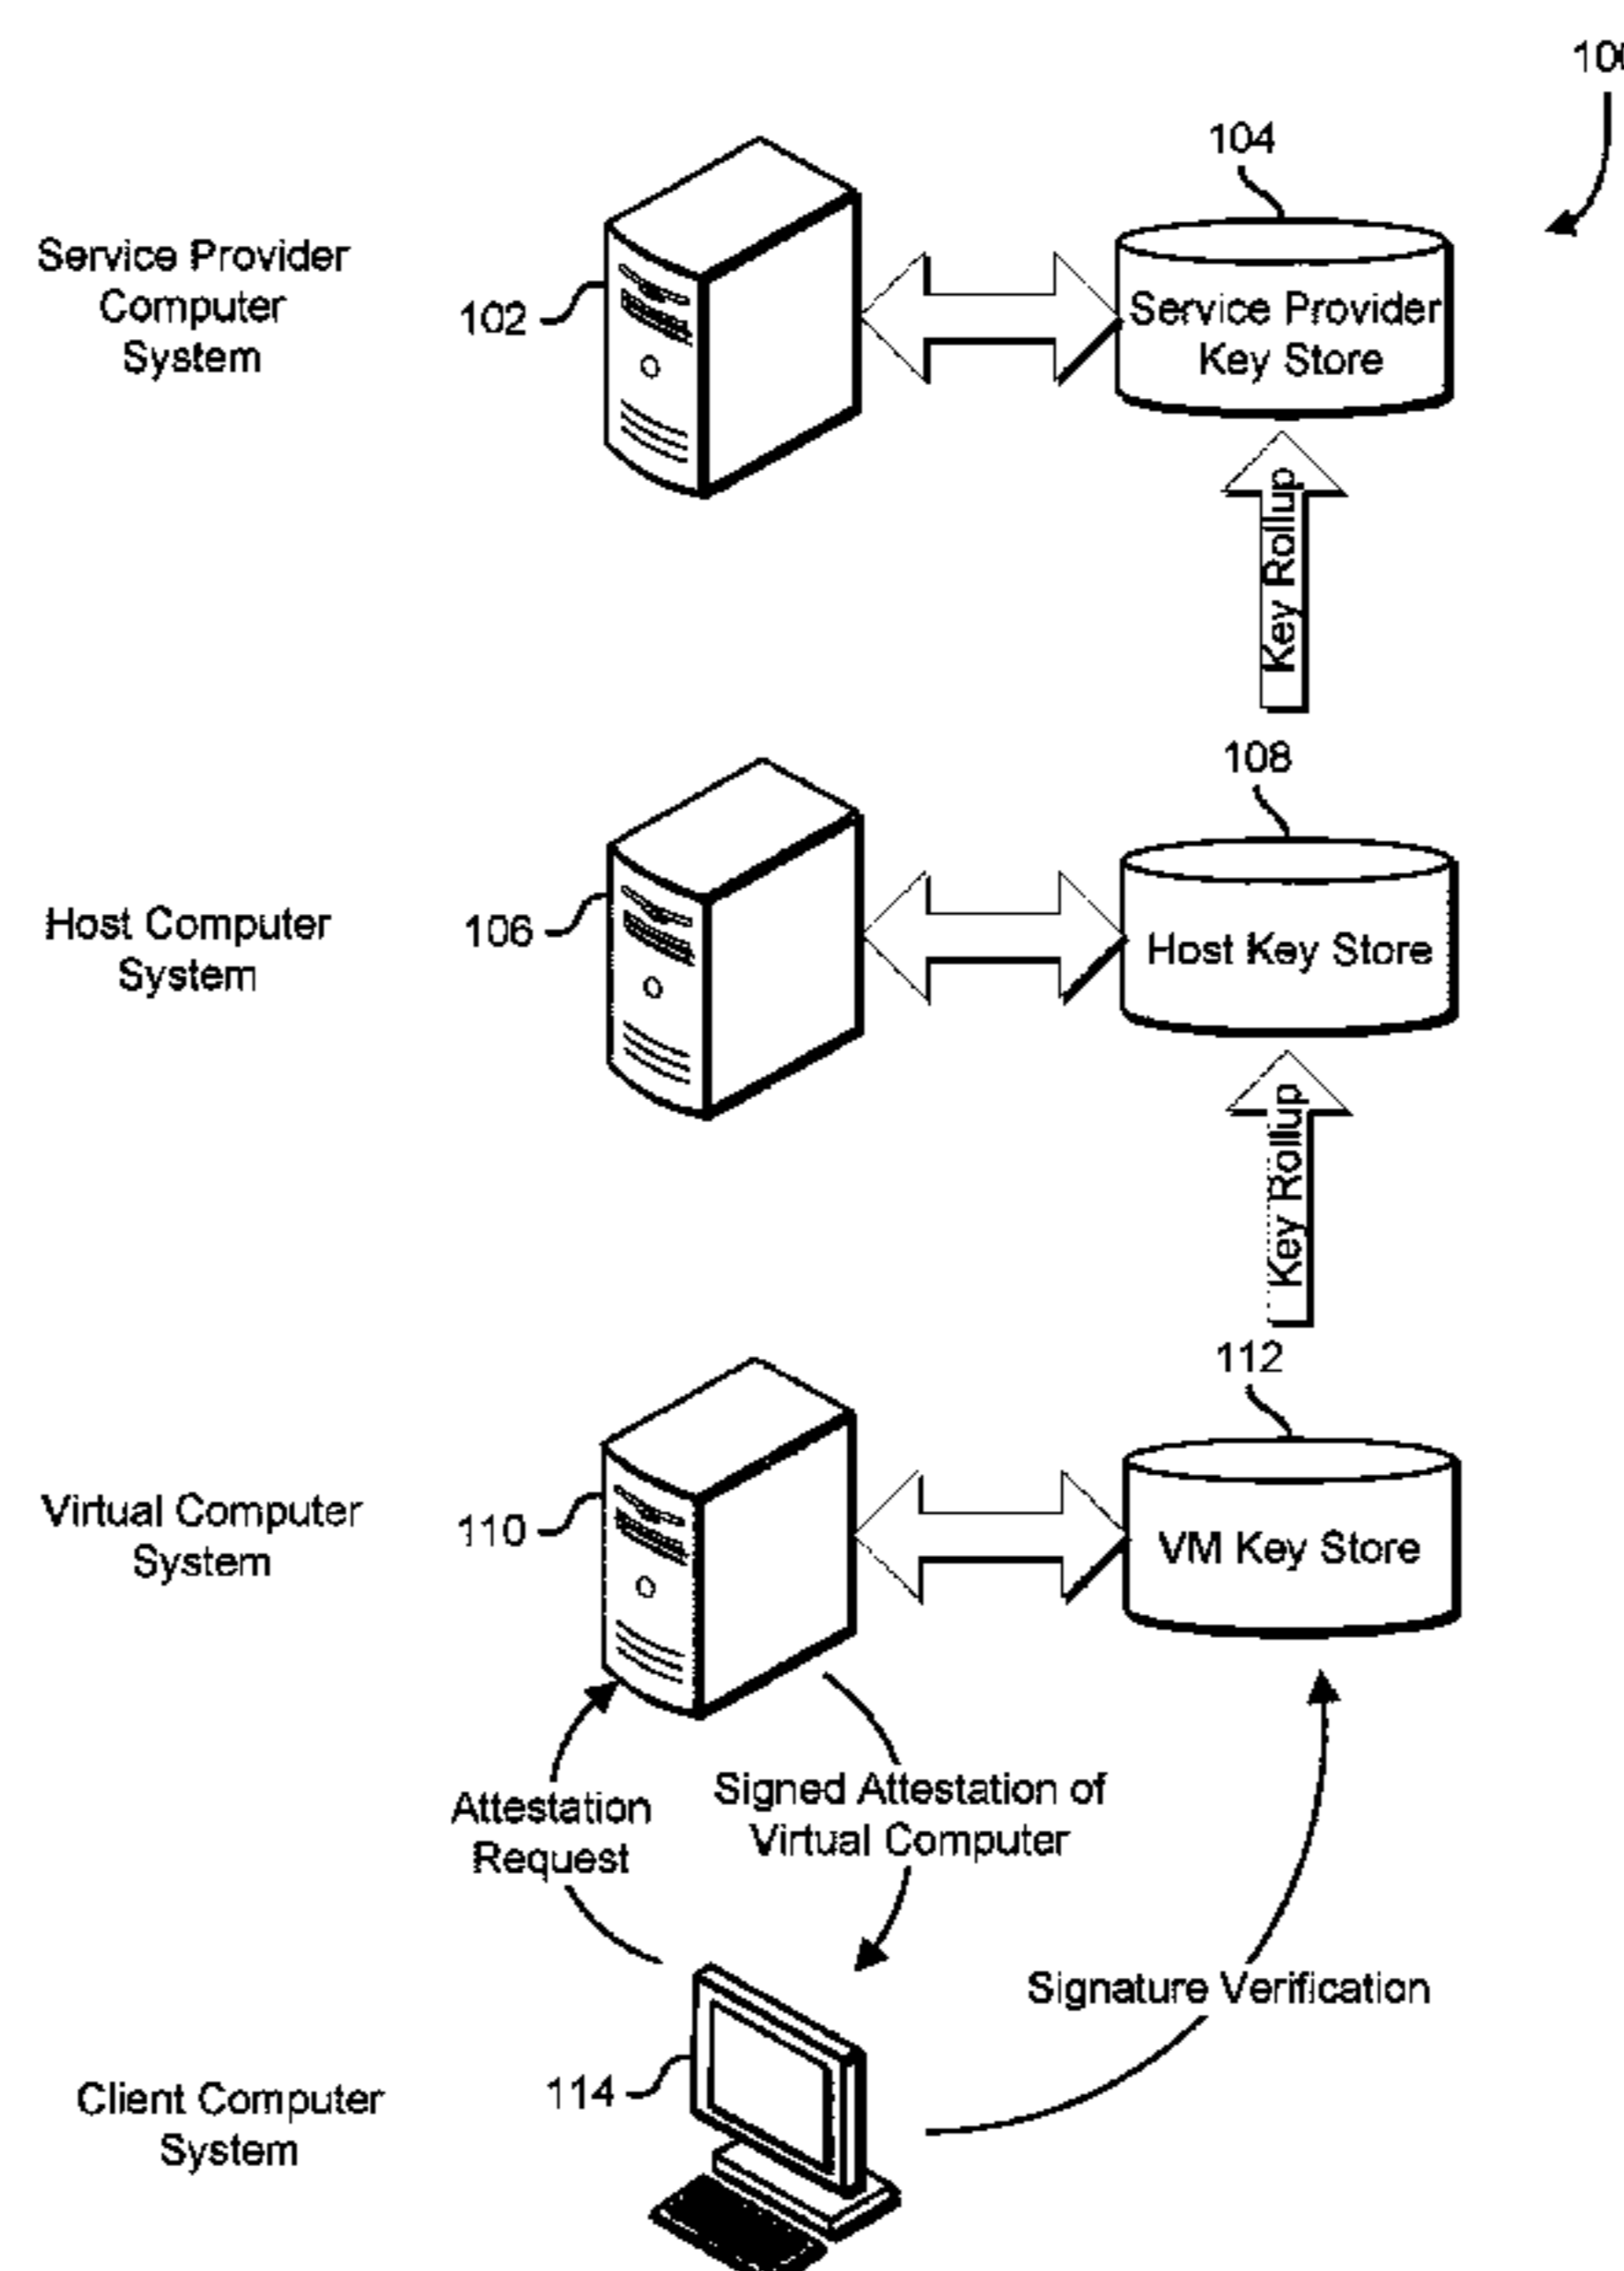 104
Service Provider
Computer
System
102
Service Provider
Key Store
Key Rollup
108
Host Computer
System
106
Host Key Store
Key Rollup
112
Virtual Computer
System
110
VM Key Store
Attestation
Request
Signed Attestation of
Virtual Computer
Signature Verification
Client Computer
System
114